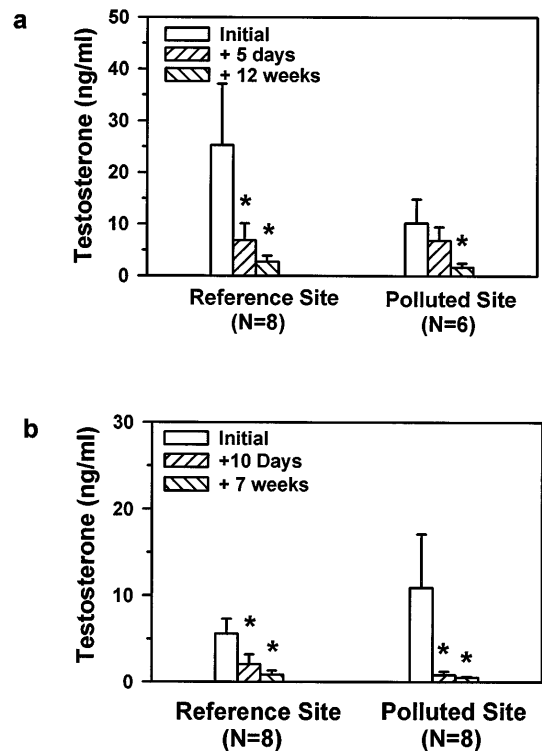 a
Testosterone (ng/ml)
50
40
30
20
10
0
Initial
+ 5 days
+ 12 weeks
* *
*
Reference Site
(N=8)
Polluted Site
(N=6)
b
Testosterone (ng/ml)
30
20
10
0
Initial
+10 Days
+ 7 weeks
* *
* *
Reference Site
(N=8)
Polluted Site
(N=8)